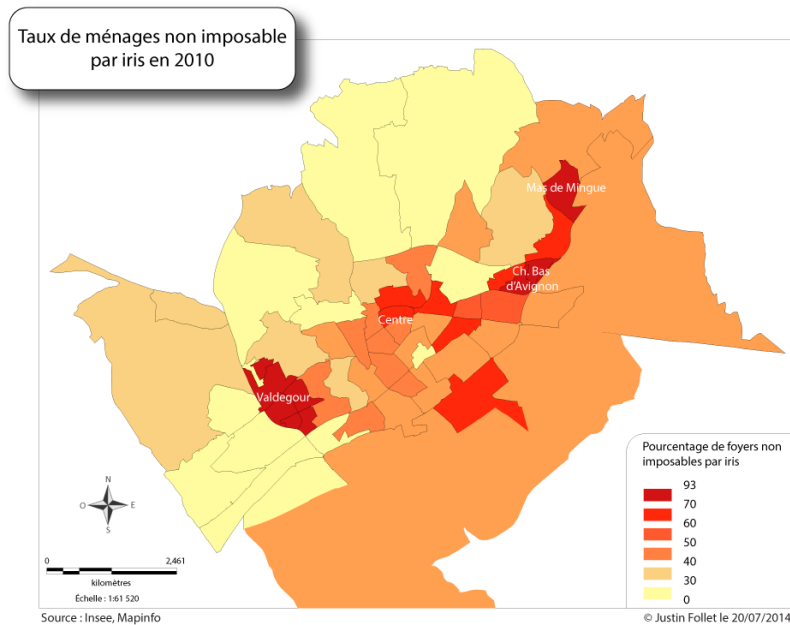 Taux de ménages non imposable
par iris en 2010
Mas de Mingue
Ch. Bas
d'Avignon
Centre
Valdegour
N
O
E
S
0
2,461
kilomètres
Échelle : 1:61 520
Pourcentage de foyers non
imposables par iris
93
70
60
50
40
30
0
Source : Insee, Mapinfo
© Justin Follet le 20/07/2014